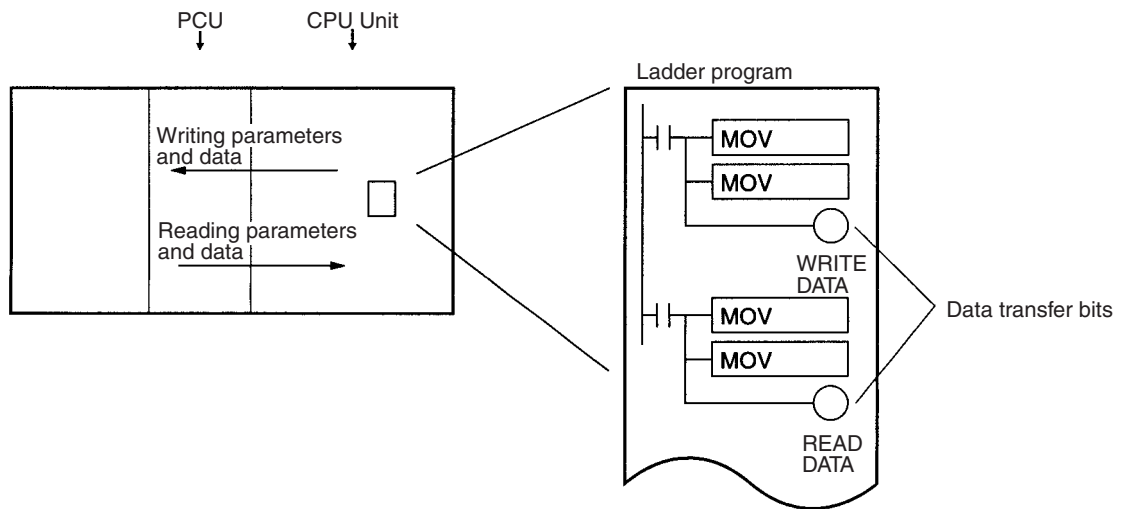 PCU
CPU Unit
Writing parameters
and data
Reading parameters
and data
Ladder program
MOV
MOV
WRITE
DATA
MOV
MOV
READ
DATA
Data transfer bits